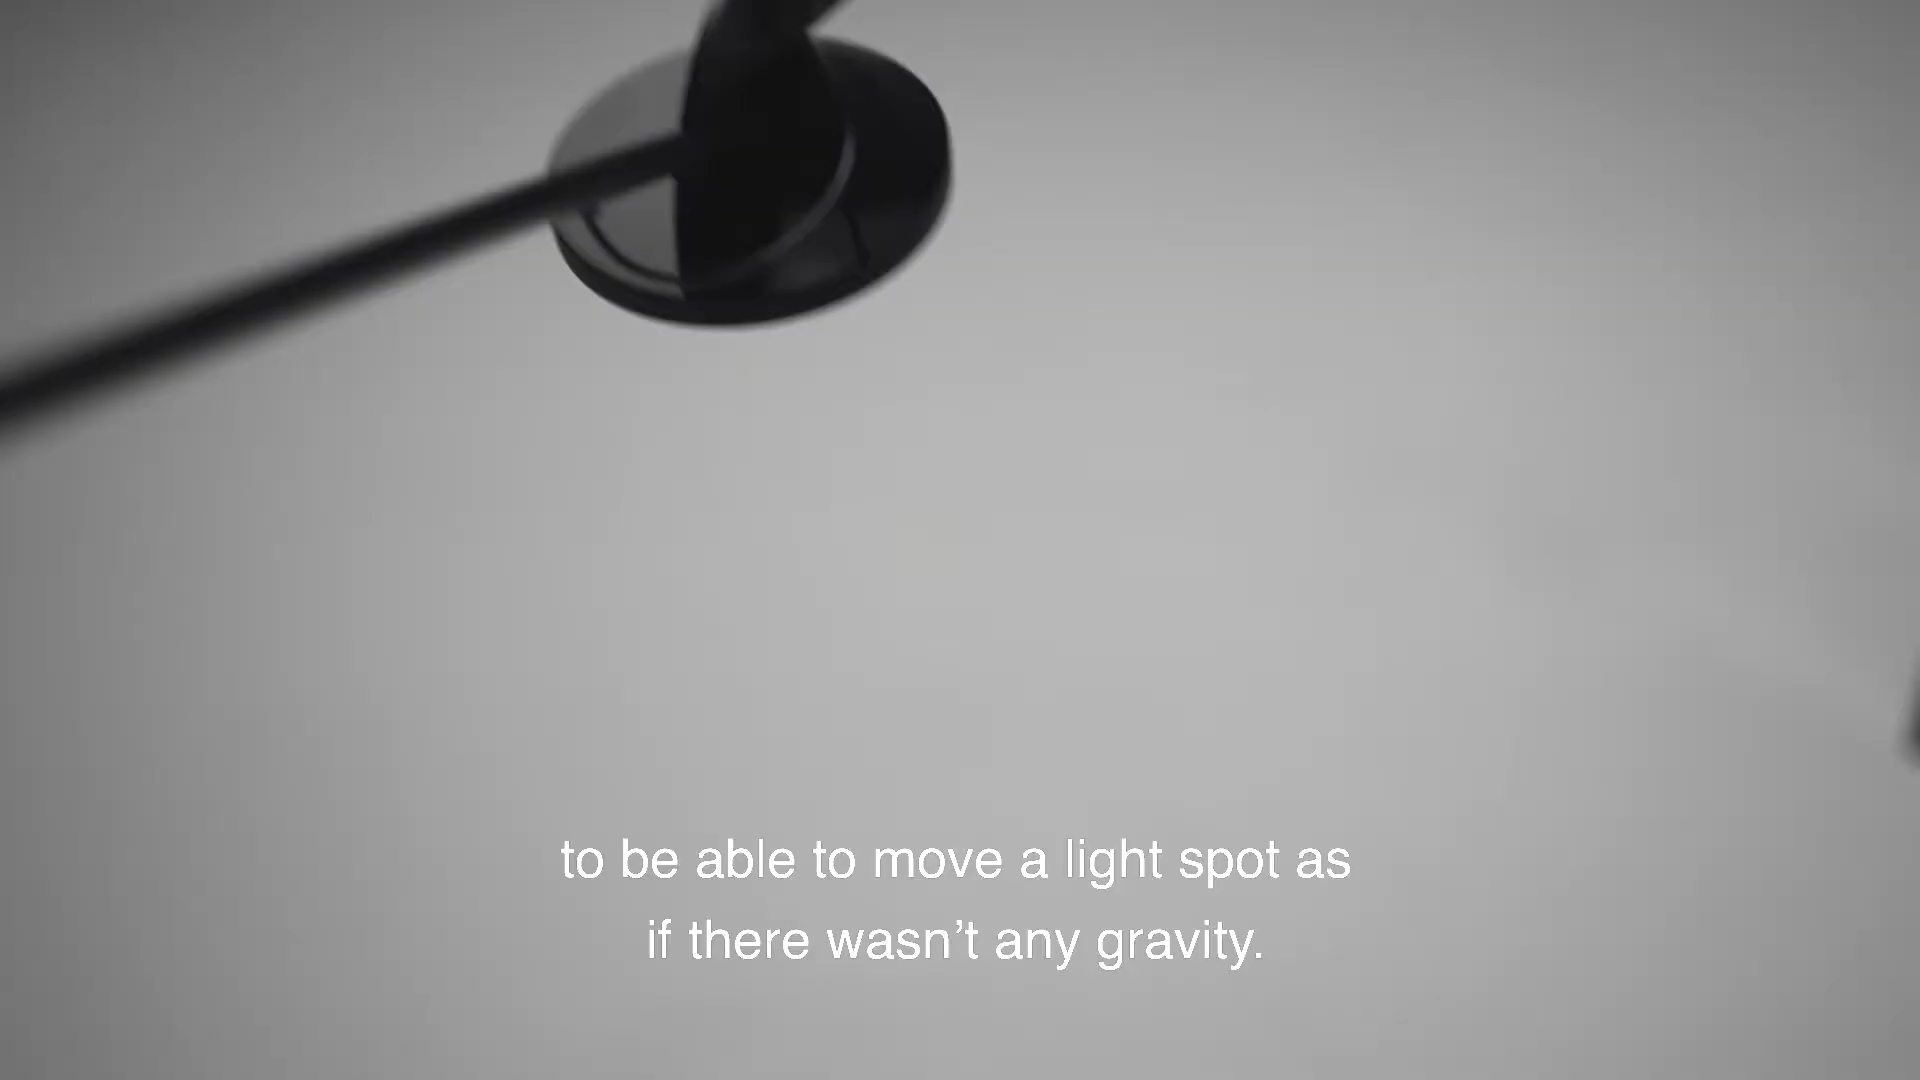 to be able to move a light spot as
if there wasn’t any gravity.